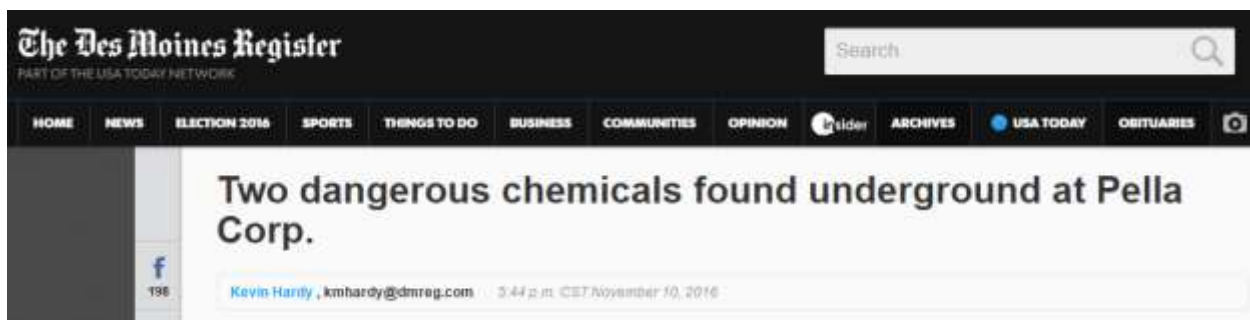 The Des Moines Register
PART OF THE USA TODAY NETWORK
Search
HOME NEWS ELECTION 2016 SPORTS THINGS TO DO BUSINESS COMMUNITIES OPINION insider ARCHIVES USA TODAY OBITUARIES
Two dangerous chemicals found underground at Pella
Corp.
f
198
Kevin Hardy , kmhardy@dmreg.com 3:44 p.m. CST November 10, 2016